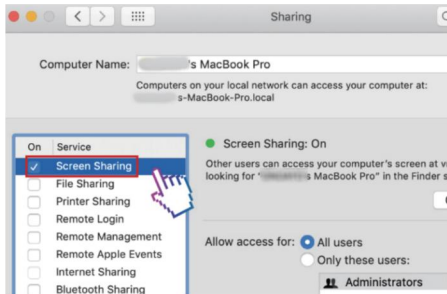 Sharing
Computer Name:
's MacBook Pro
Computers on your local network can access your computer at:
s-MacBook-Pro.local
On Service
Screen Sharing
File Sharing
Printer Sharing
Remote Login
Remote Management
Remote Apple Events
Internet Sharing
Bluetooth Sharing
Screen Sharing: On
Other users can access your computer's screen at
looking for " s MacBook Pro" in the Finder
Allow access for: All users
Only these users:
Administrators